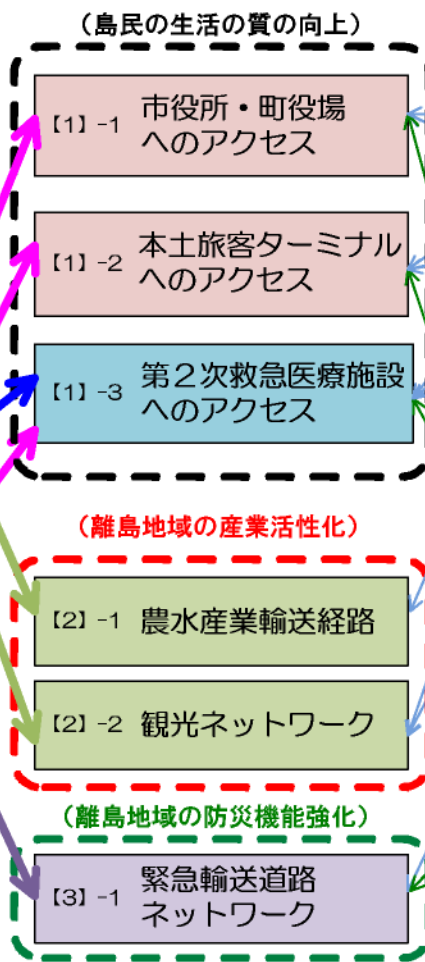 （島民の生活の質の向上）
【1】-1 市役所・町役場
へのアクセス
【1】-2 本土旅客ターミナル
へのアクセス
【1】-3 第２次救急医療施設
へのアクセス
（離島地域の産業活性化）
【2】-1 農水産業輸送経路
【2】-2 観光ネットワーク
（離島地域の防災機能強化）
【3】-1 緊急輸送道路
ネットワーク